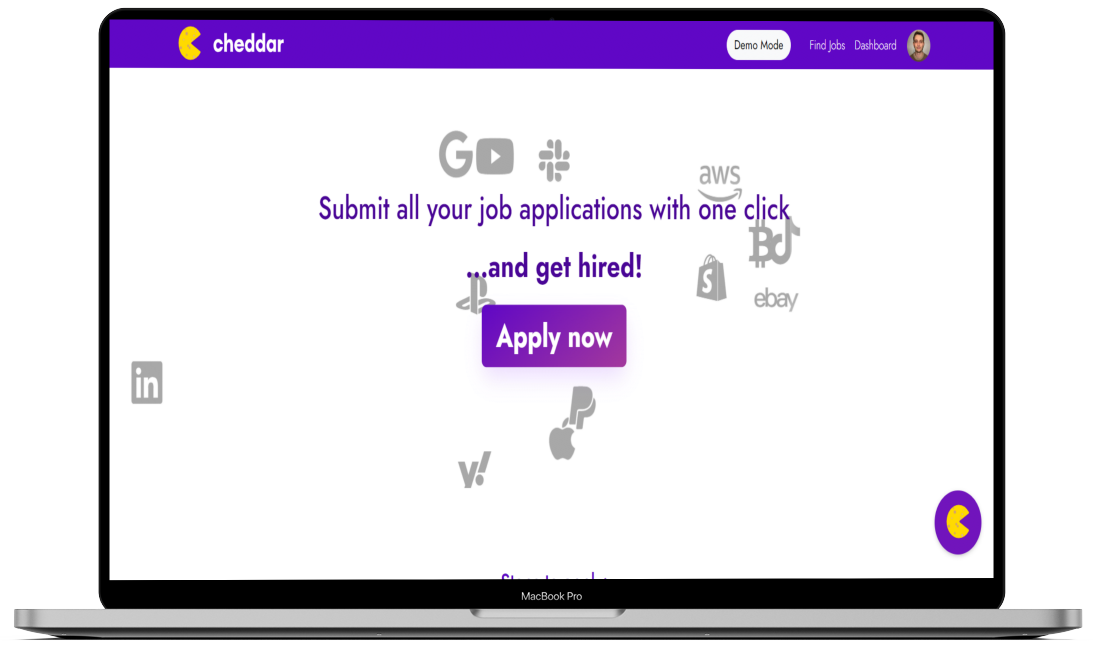 cheddar
Demo Mode
Find Jobs
Dashboard
aws
Submit all your job applications with one click
...and get hired!
ebay
Apply now
in
MacBook Pro